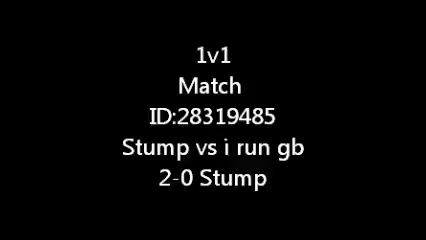 1v1
Match
ID:28319485
Stump vs i run gb
2-0 Stump